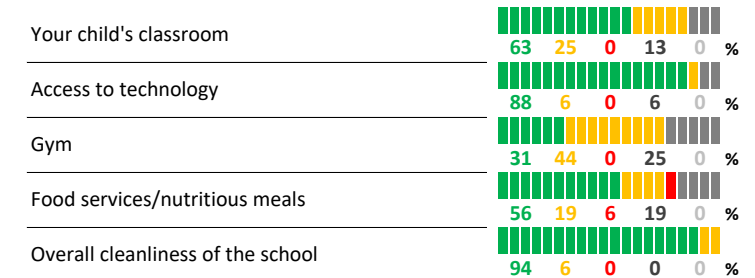 Your child's classroom
63 25 0 13 0 %
Access to technology
88 6 0 6 0 %
Gym
31 44 0 25 0 %
Food services/nutritious meals
56 19 6 19 0 %
Overall cleanliness of the school
94 6 0 0 0 %